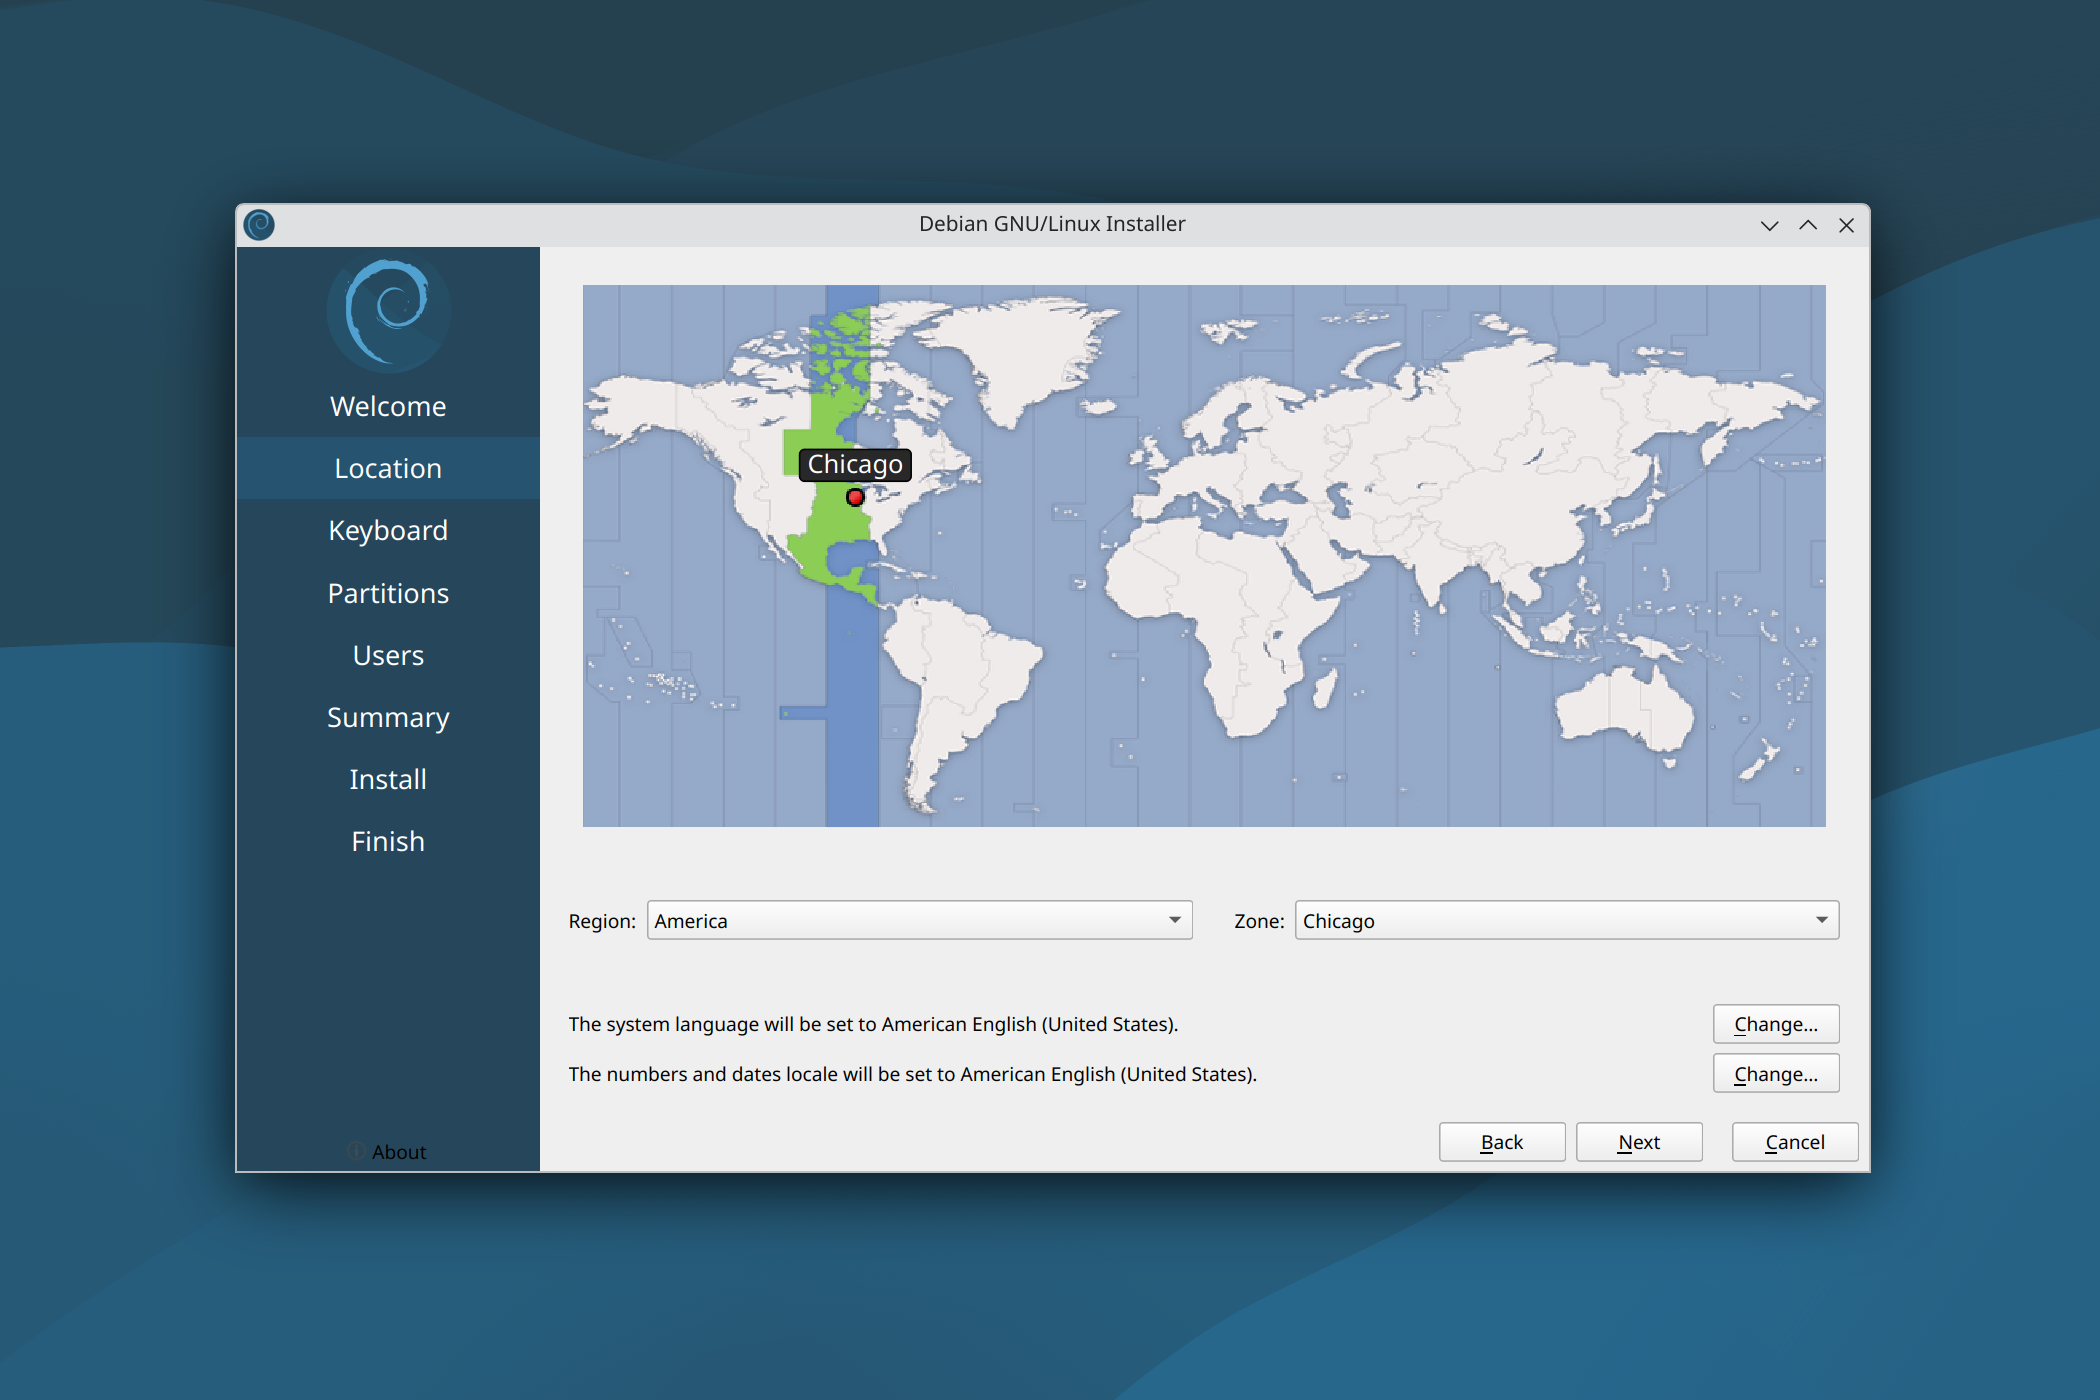 Debian GNU/Linux Installer
Welcome
Location
Keyboard
Partitions
Users
Summary
Install
Finish
About
Chicago
Region: America Zone: Chicago
The system language will be set to American English (United States). Change...
The numbers and dates locale will be set to American English (United States). Change...
Back Next Cancel